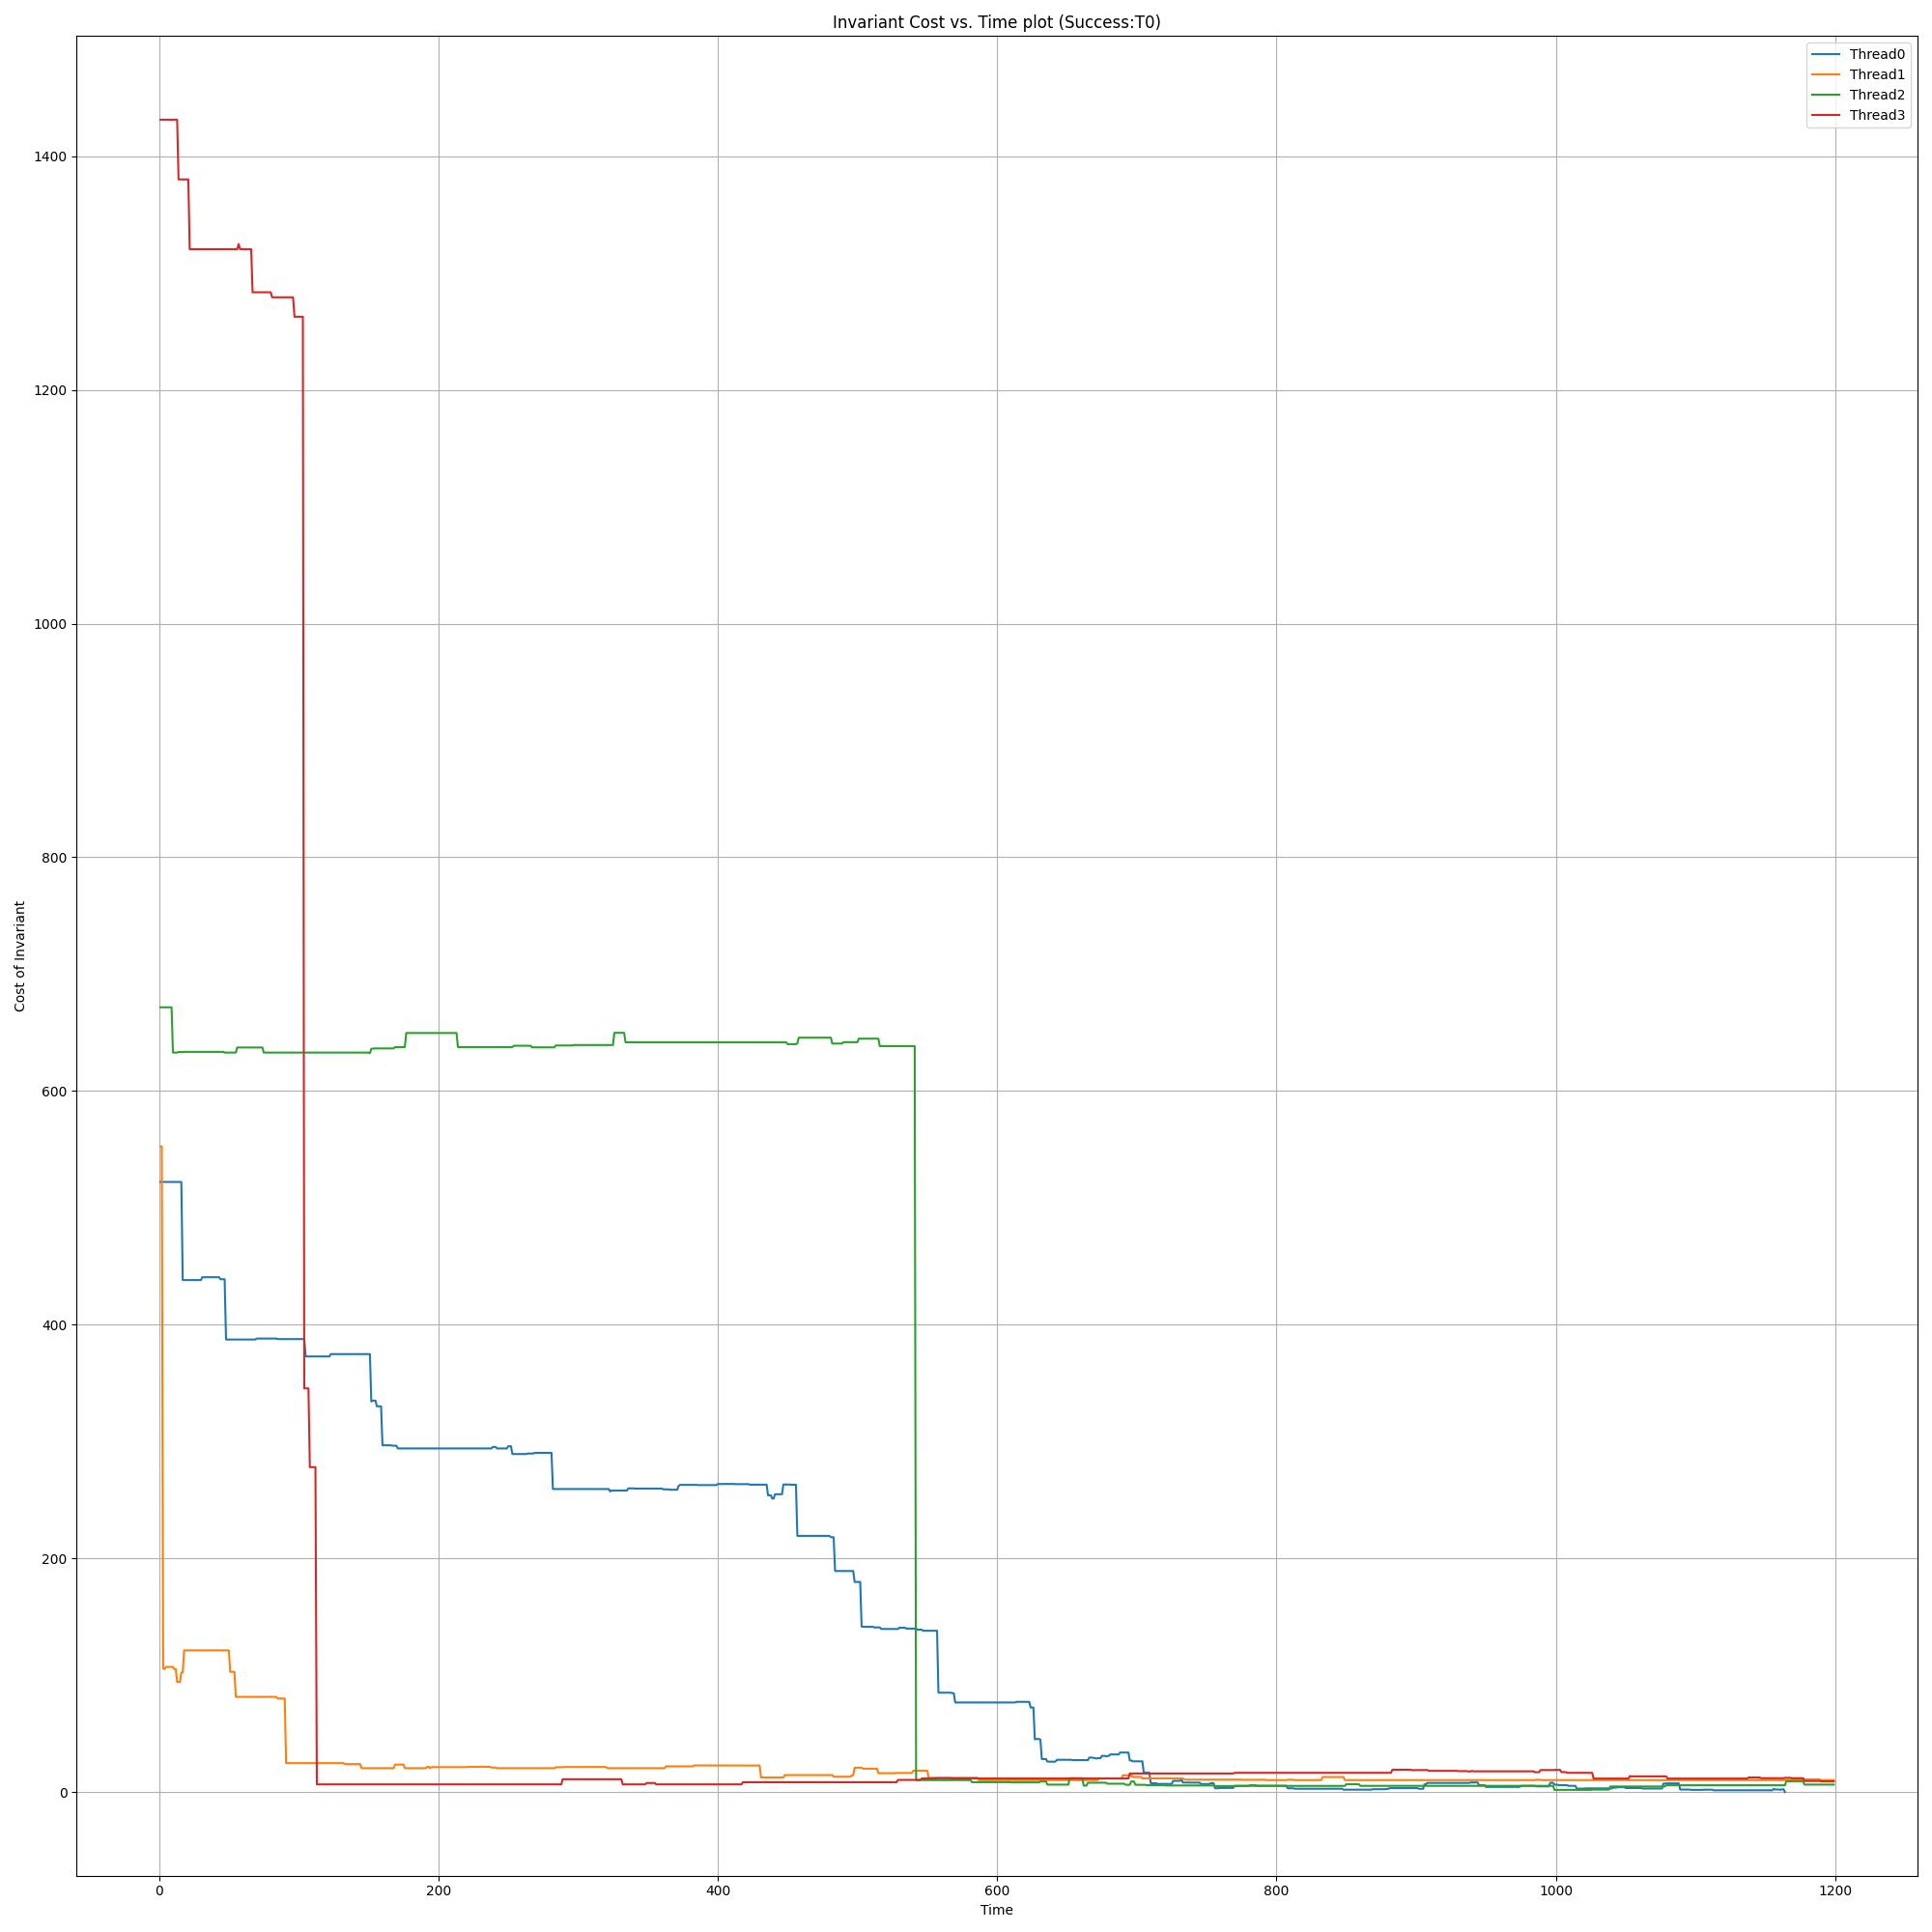 Invariant Cost vs. Time plot (Success:T0)
Thread0
Thread1
Thread2
Thread3
1400
1200
1000
800
600
400
200
0
Cost of Invariant
0 200 400 600 800 1000 1200
Time